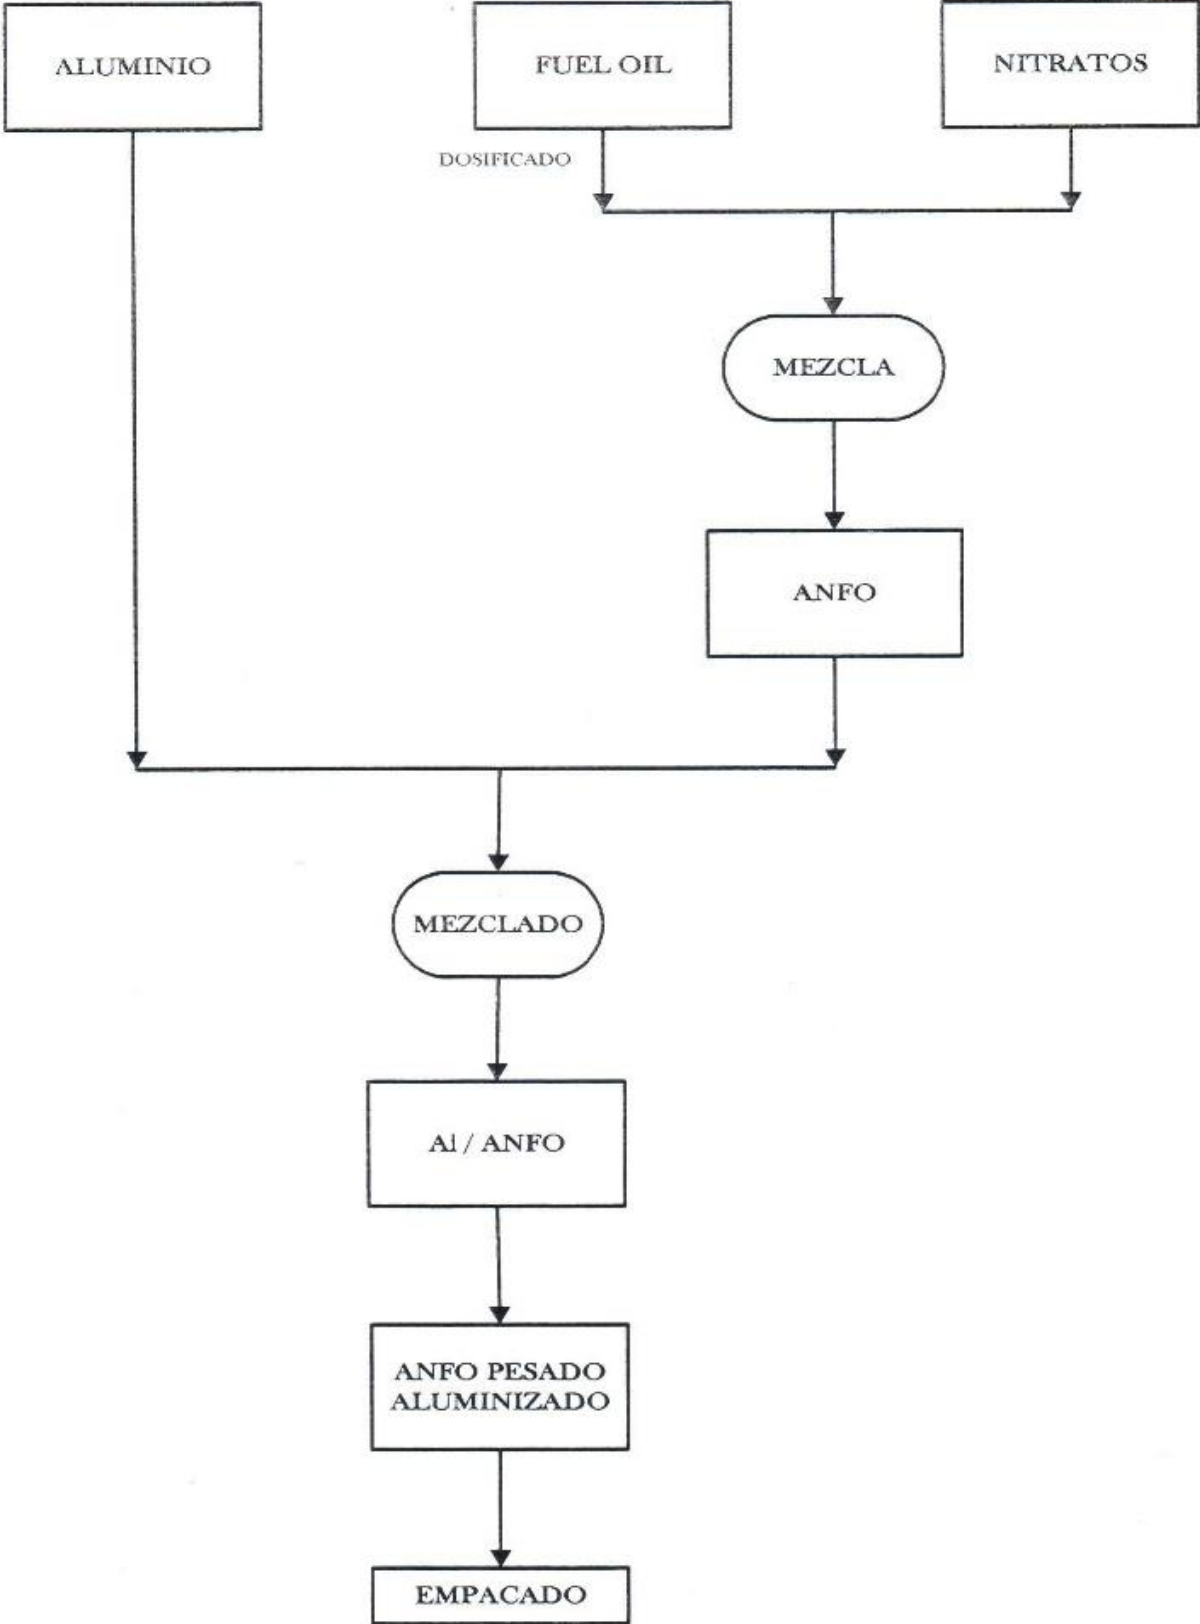 ALUMINIO
FUEL OIL
NITRATOS
DOSIFICADO
MEZCLA
ANFO
MEZCLADO
Al / ANFO
ANFO PESADO
ALUMINIZADO
EMPACADO